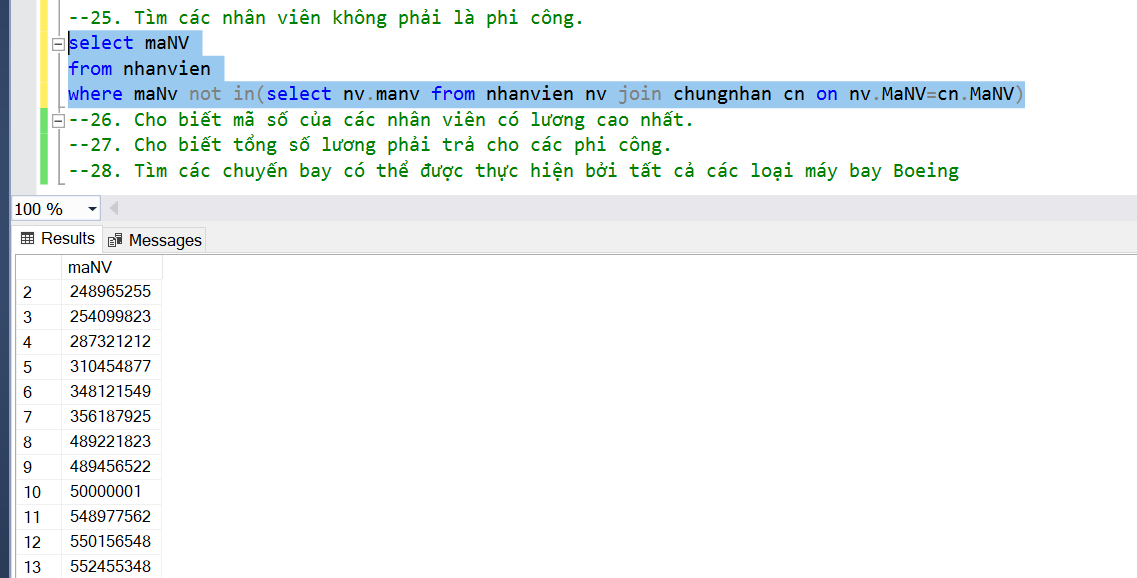 --25. Tìm các nhân viên không phải là phi công.
select maNV
from nhanvien
where maNv not in(select nv.manv from nhanvien nv join chungnhan cn on nv.MaNV=cn.MaNV)
--26. Cho biết mã số của các nhân viên có lương cao nhất.
--27. Cho biết tổng số lương phải trả cho các phi công.
--28. Tìm các chuyến bay có thể được thực hiện bởi tất cả các loại máy bay Boeing
100 %
Results Messages
maNV
2 248965255
3 254099823
4 287321212
5 310454877
6 348121549
7 356187925
8 489221823
9 489456522
10 50000001
11 548977562
12 550156548
13 552455348